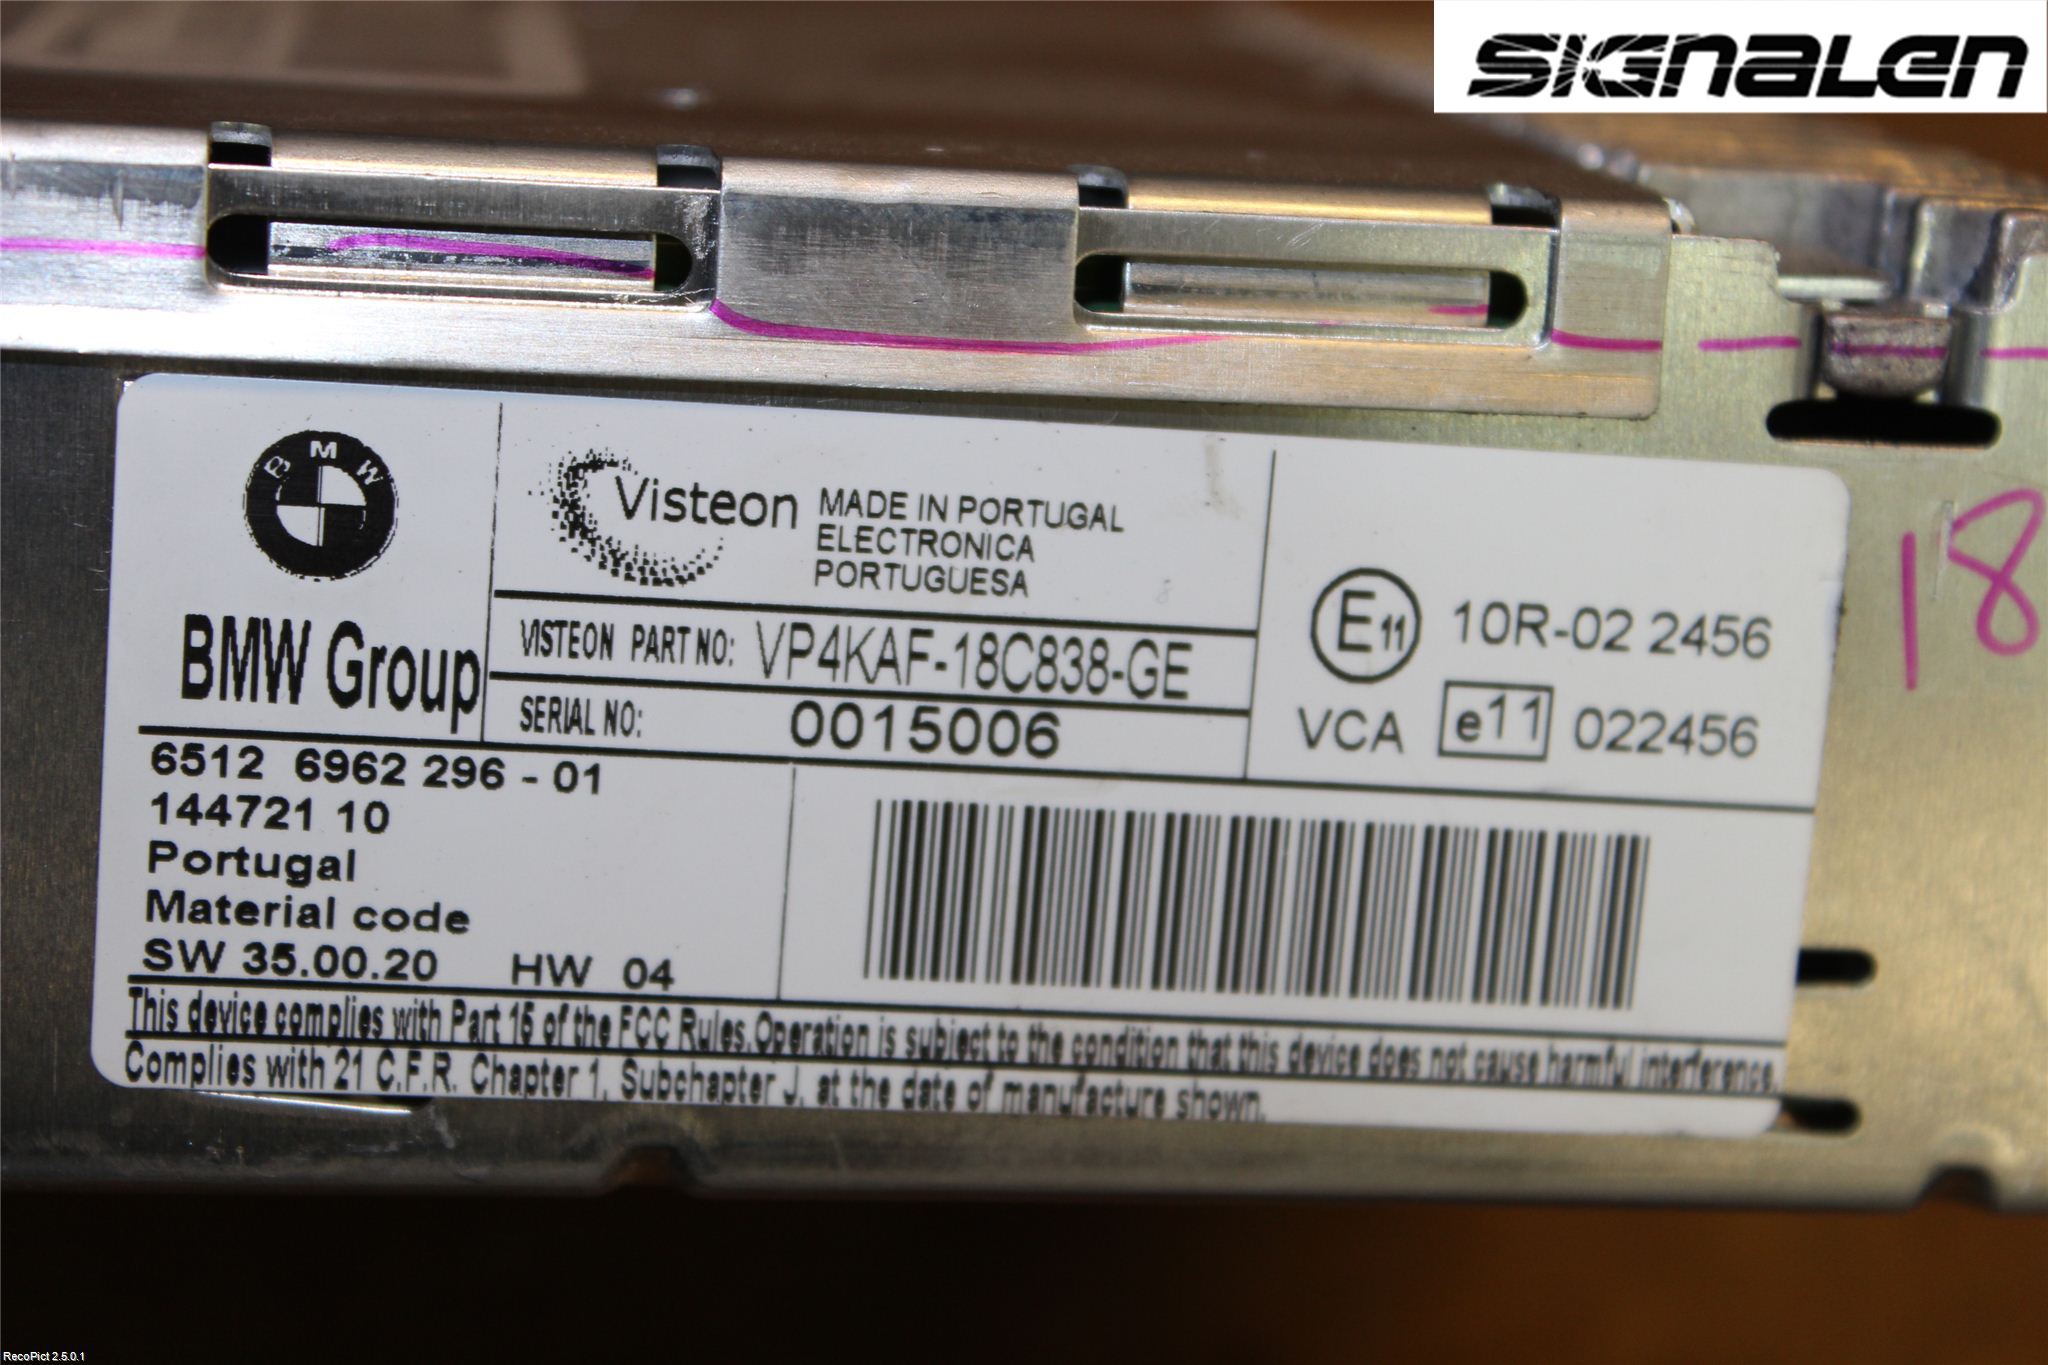 SIGNALEN
BMW
Visteon
MADE IN PORTUGAL
ELECTRONICA
PORTUGUESA
BMW Group
VISTEON PART NO: VP4KAF-18C838-GE
SERIAL NO: 0015006
E11 10R-02 2456
VCA e11 022456
18
6512 6962 296 - 01
144721 10
Portugal
Material code
SW 35.00.20 HW 04
This device complies with Part 15 of the FCC Rules.Operation is subject to the condition that this device does not cause harmful interference.
Complies with 21 C.F.R. Chapter 1, Subchapter J, at the date of manufacture shown.
RecoPict 2.5.0.1